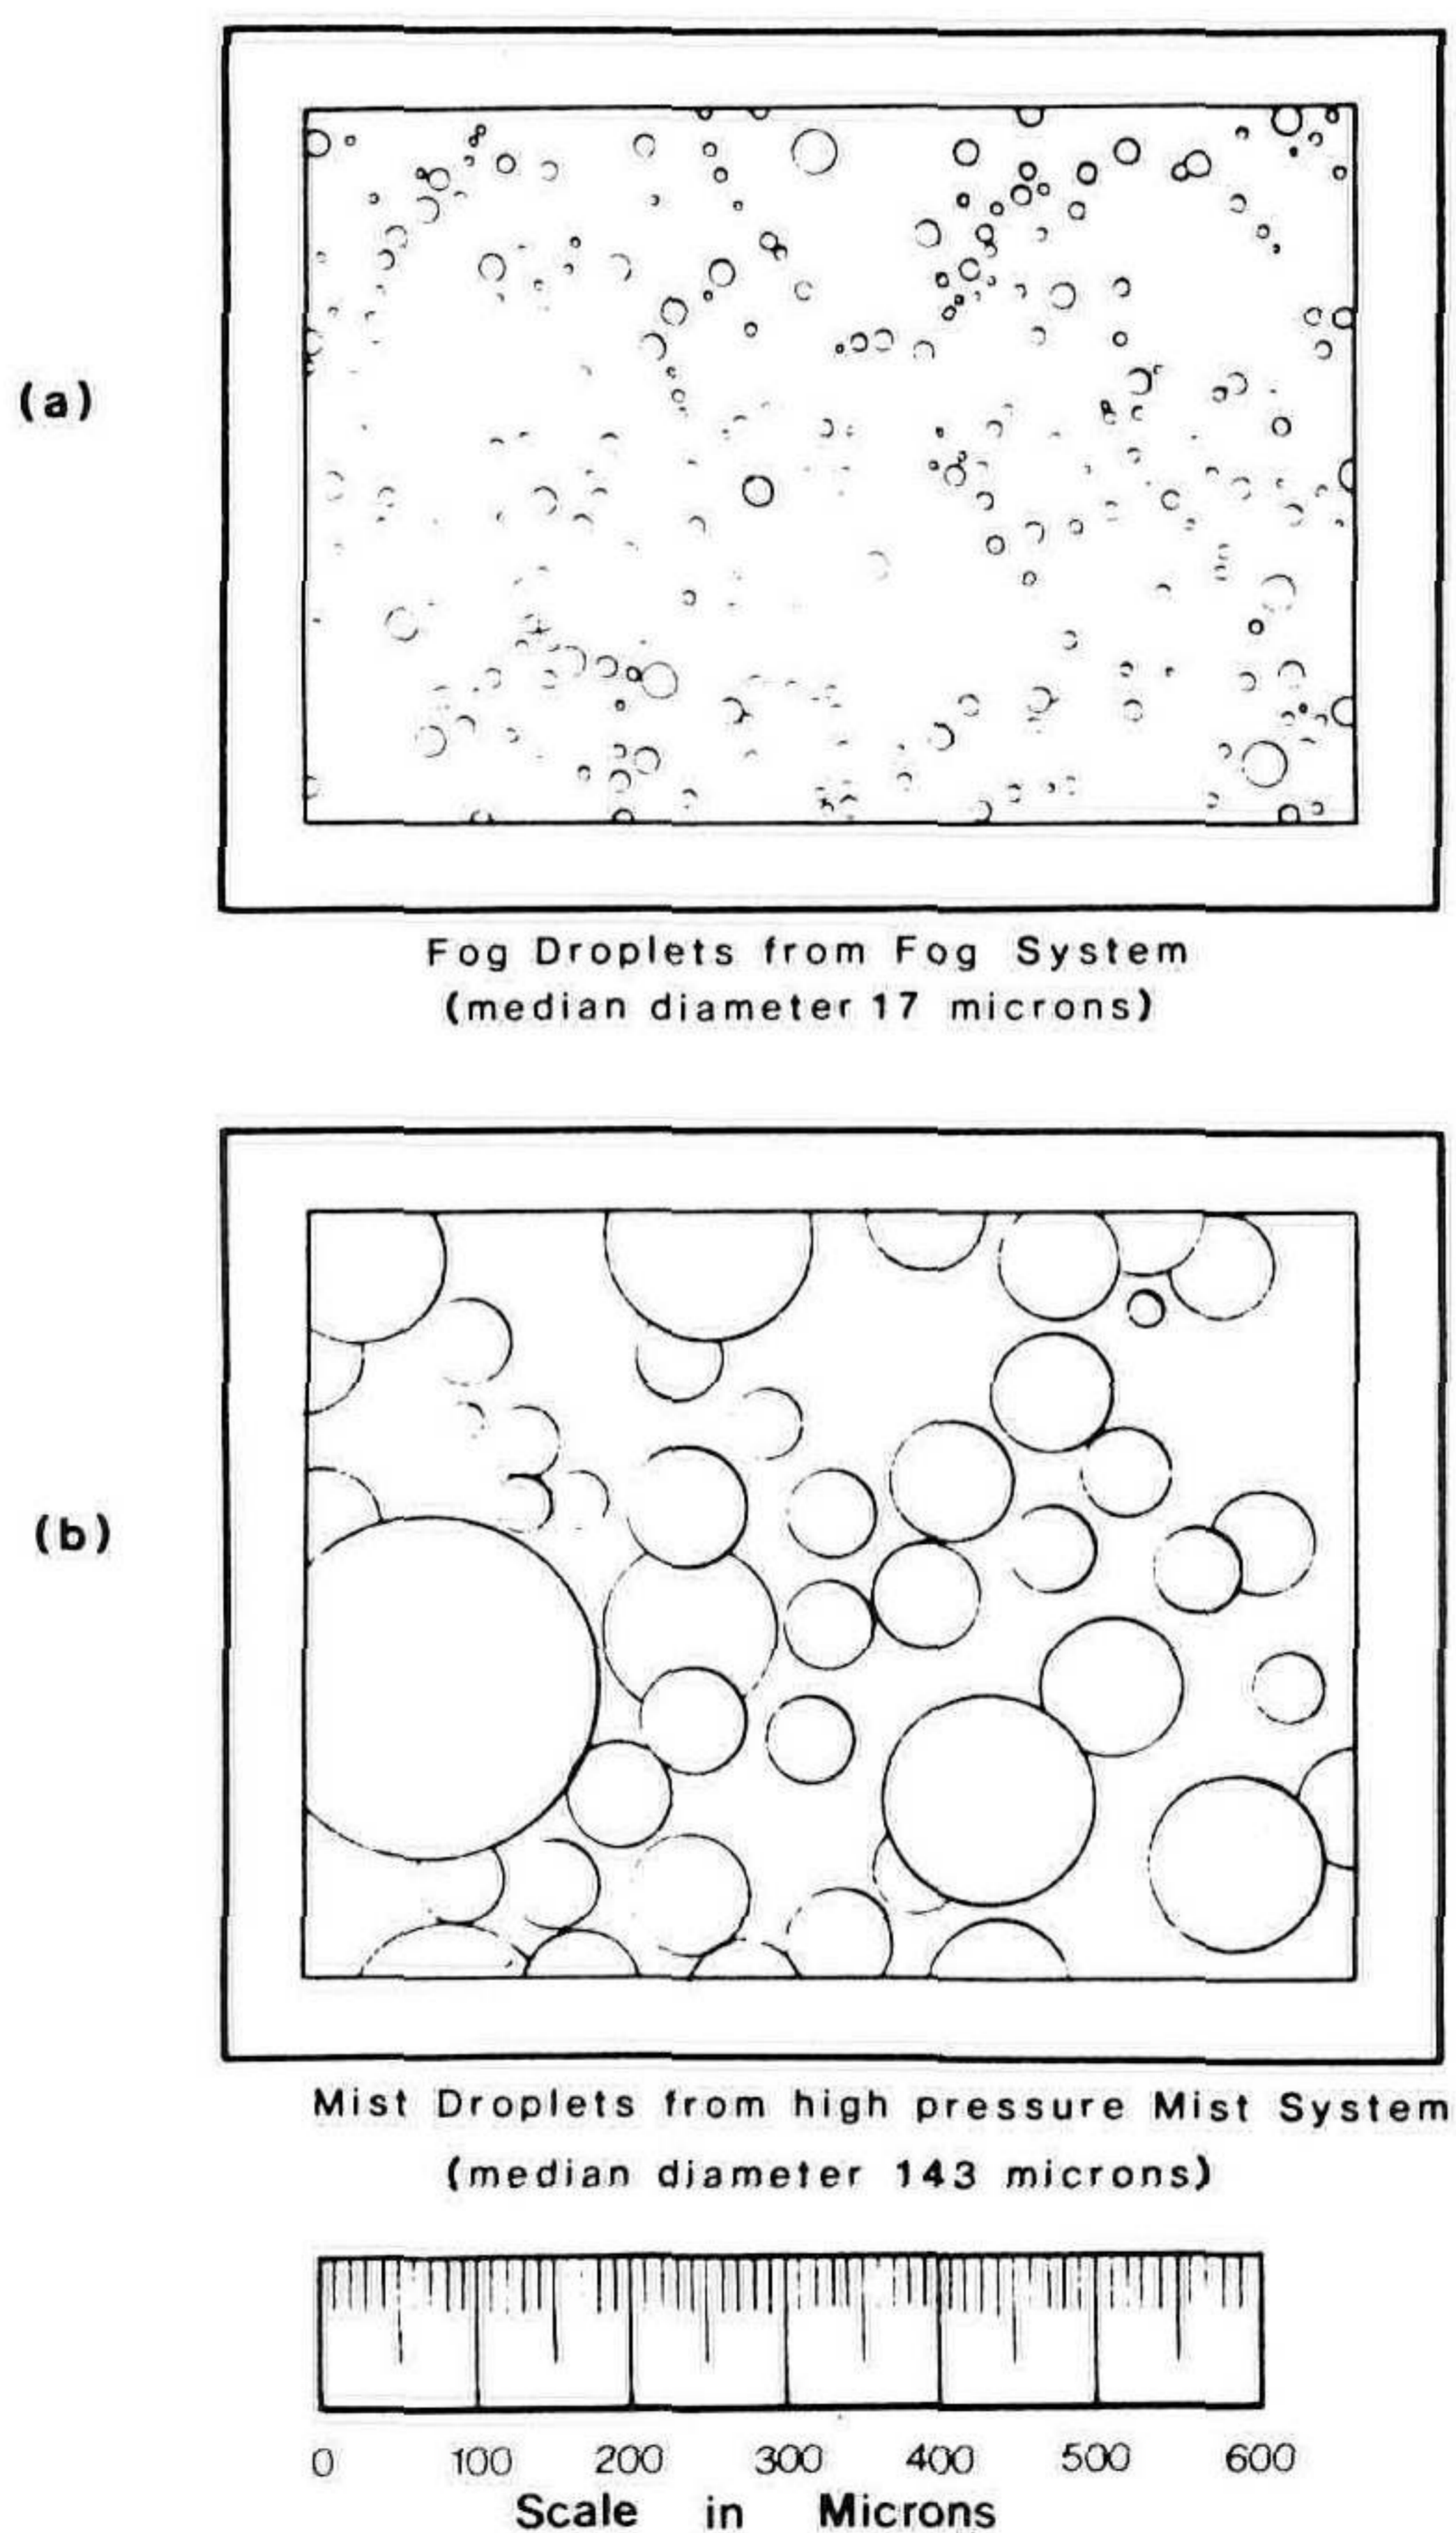 (a)
Fog Droplets from Fog System
(median diameter 17 microns)
(b)
Mist Droplets from high pressure Mist System
(median diameter 143 microns)
0 100 200 300 400 500 600
Scale in Microns